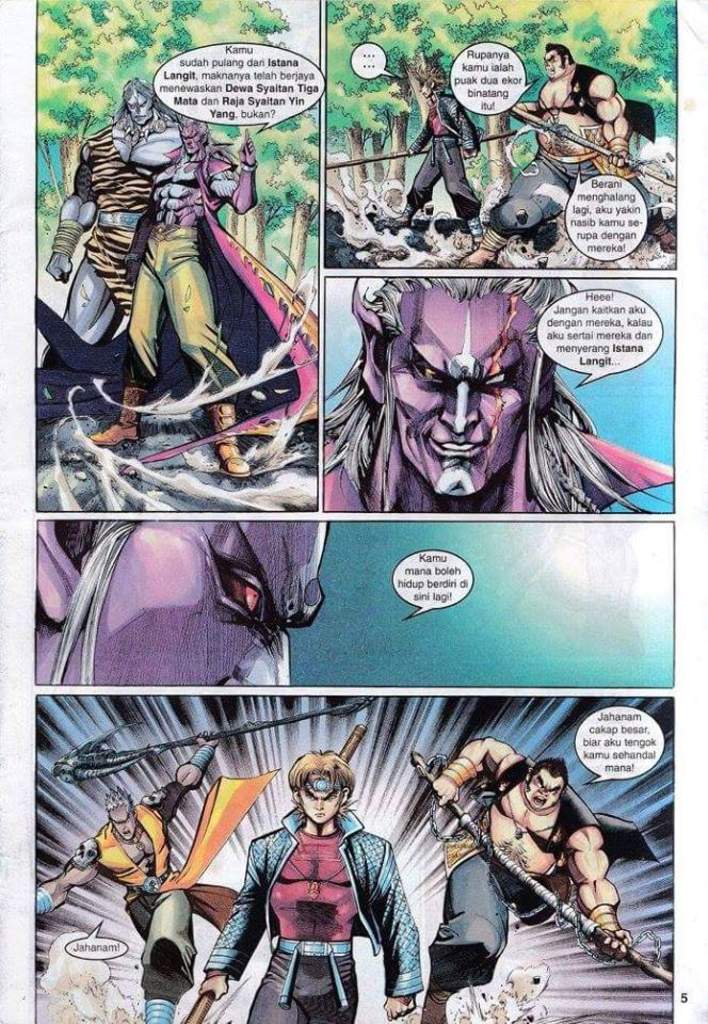 Kamu
sudah pulang dari Istana
Langit, maknanya telah berjaya
menewaskan Dewa Syaitan Tiga
Mata dan Raja Syaitan Yin
Yang, bukan?
...
...
Rupanya
kamu ialah
puak dua ekor
binatang
itu!
Berani
menghalang
lagi, aku yakin
nasib kamu se-
rupa dengan
mereka!
Heee!
Jangan kaitkan aku
dengan mereka, kalau
aku sertai mereka dan
menyerang Istana
Langit...
Kamu
mana boleh
hidup berdiri di
sini lagi!
Jahanam
cakap besar,
biar aku tengok
kamu sehandal
mana!
Jahanam!
5